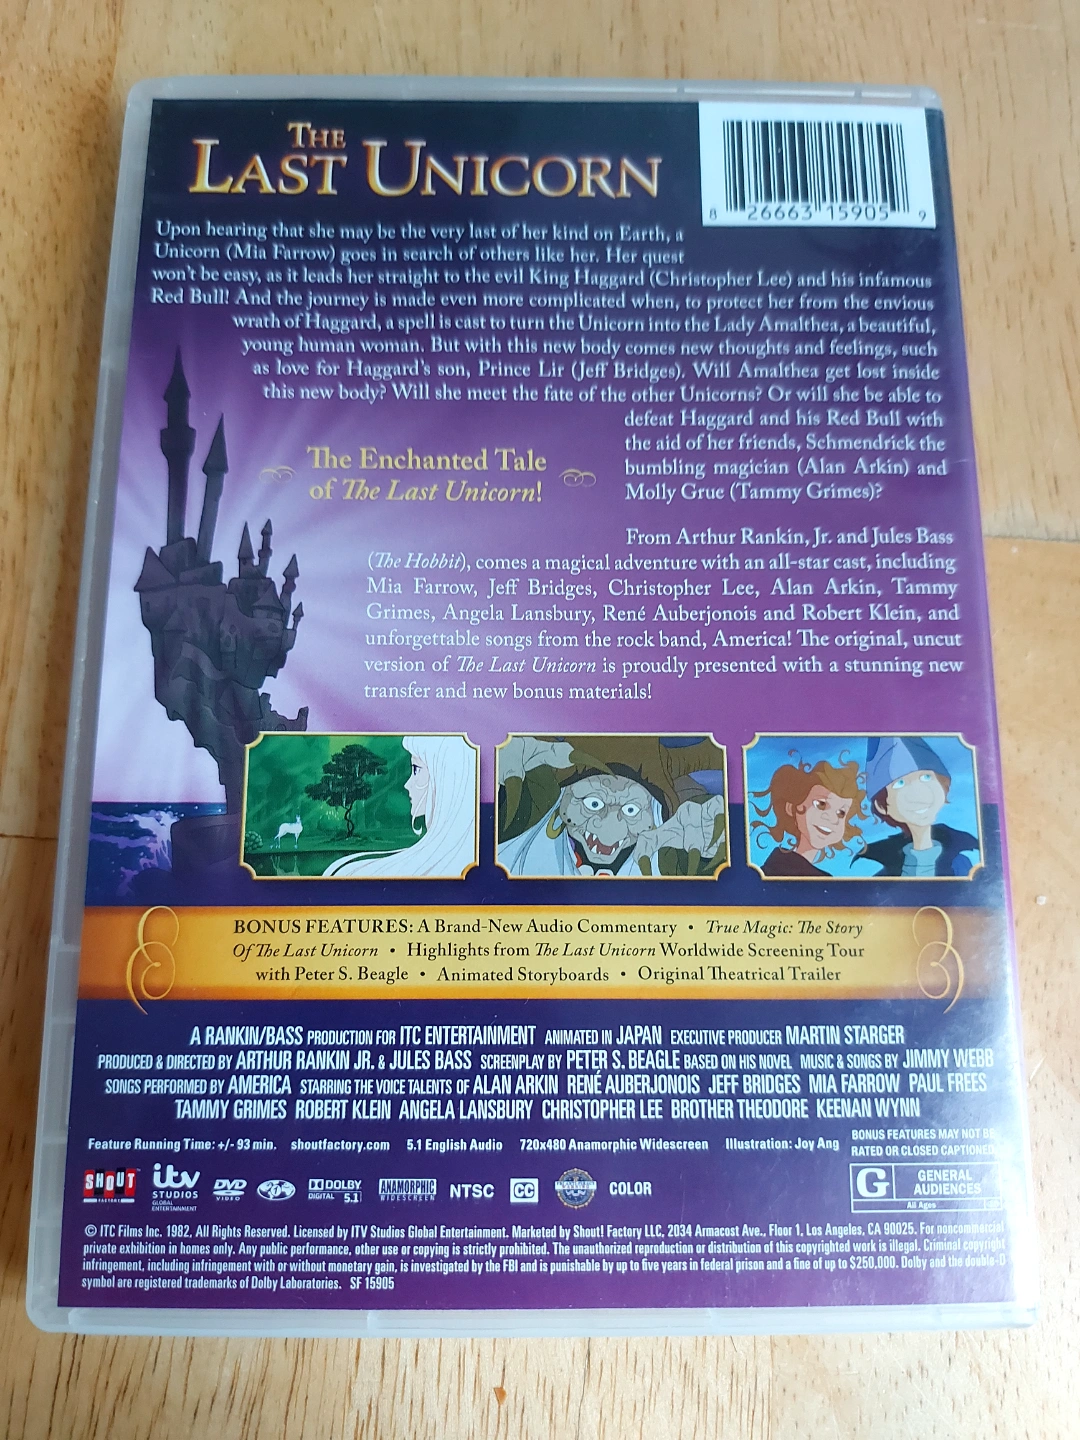 THE
LAST UNICORN
8 26663 15905 9
Upon hearing that she may be the very last of her kind on Earth, a
Unicorn (Mia Farrow) goes in search of others like her. Her quest
won't be easy, as it leads her straight to the evil King Haggard (Christopher Lee) and his infamous
Red Bull! And the journey is made even more complicated when, to protect her from the envious
wrath of Haggard, a spell is cast to turn the Unicorn into the Lady Amalthea, a beautiful,
young human woman. But with this new body comes new thoughts and feelings, such
as love for Haggard's son, Prince Lir (Jeff Bridges). Will Amalthea get lost inside
this new body? Will she meet the fate of the other Unicorns? Or will she be able to
defeat Haggard and his Red Bull with
the aid of her friends, Schmendrick the
bumbling magician (Alan Arkin) and
Molly Grue (Tammy Grimes)?
The Enchanted Tale
of The Last Unicorn!
From Arthur Rankin, Jr. and Jules Bass
(The Hobbit), comes a magical adventure with an all-star cast, including
Mia Farrow, Jeff Bridges, Christopher Lee, Alan Arkin, Tammy
Grimes, Angela Lansbury, René Auberjonois and Robert Klein, and
unforgettable songs from the rock band, America! The original, uncut
version of The Last Unicorn is proudly presented with a stunning new
transfer and new bonus materials!
BONUS FEATURES: A Brand-New Audio Commentary • True Magic: The Story
Of The Last Unicorn • Highlights from The Last Unicorn Worldwide Screening Tour
with Peter S. Beagle • Animated Storyboards • Original Theatrical Trailer
A RANKIN/BASS PRODUCTION FOR ITC ENTERTAINMENT ANIMATED IN JAPAN EXECUTIVE PRODUCER MARTIN STARGER
PRODUCED & DIRECTED BY ARTHUR RANKIN JR. & JULES BASS SCREENPLAY BY PETER S. BEAGLE BASED ON HIS NOVEL MUSIC & SONGS BY JIMMY WEBB
SONGS PERFORMED BY AMERICA STARRING THE VOICE TALENTS OF ALAN ARKIN RENÉ AUBERJONOIS JEFF BRIDGES MIA FARROW PAUL FREES
TAMMY GRIMES ROBERT KLEIN ANGELA LANSBURY CHRISTOPHER LEE BROTHER THEODORE KEENAN WYNN
Feature Running Time: +/- 93 min. shoutfactory.com 5.1 English Audio 720x480 Anamorphic Widescreen Illustration: Joy Ang
BONUS FEATURES MAY NOT BE
RATED OR CLOSED CAPTIONED
SHOUT FACTORY itv STUDIOS GLOBAL ENTERTAINMENT DVD VIDEO 1 DOLBY DIGITAL 5.1 ANAMORPHIC WIDESCREEN NTSC CC COLOR
G GENERAL AUDIENCES
All Ages
© ITC Films Inc. 1982, All Rights Reserved. Licensed by ITV Studios Global Entertainment. Marketed by Shout! Factory LLC, 2034 Armacost Ave., Floor 1, Los Angeles, CA 90025. For noncommercial
private exhibition in homes only. Any public performance, other use or copying is strictly prohibited. The unauthorized reproduction or distribution of this copyrighted work is illegal. Criminal copyright
infringement, including infringement with or without monetary gain, is investigated by the FBI and is punishable by up to five years in federal prison and a fine of up to $250,000. Dolby and the double-D
symbol are registered trademarks of Dolby Laboratories. SF 15905